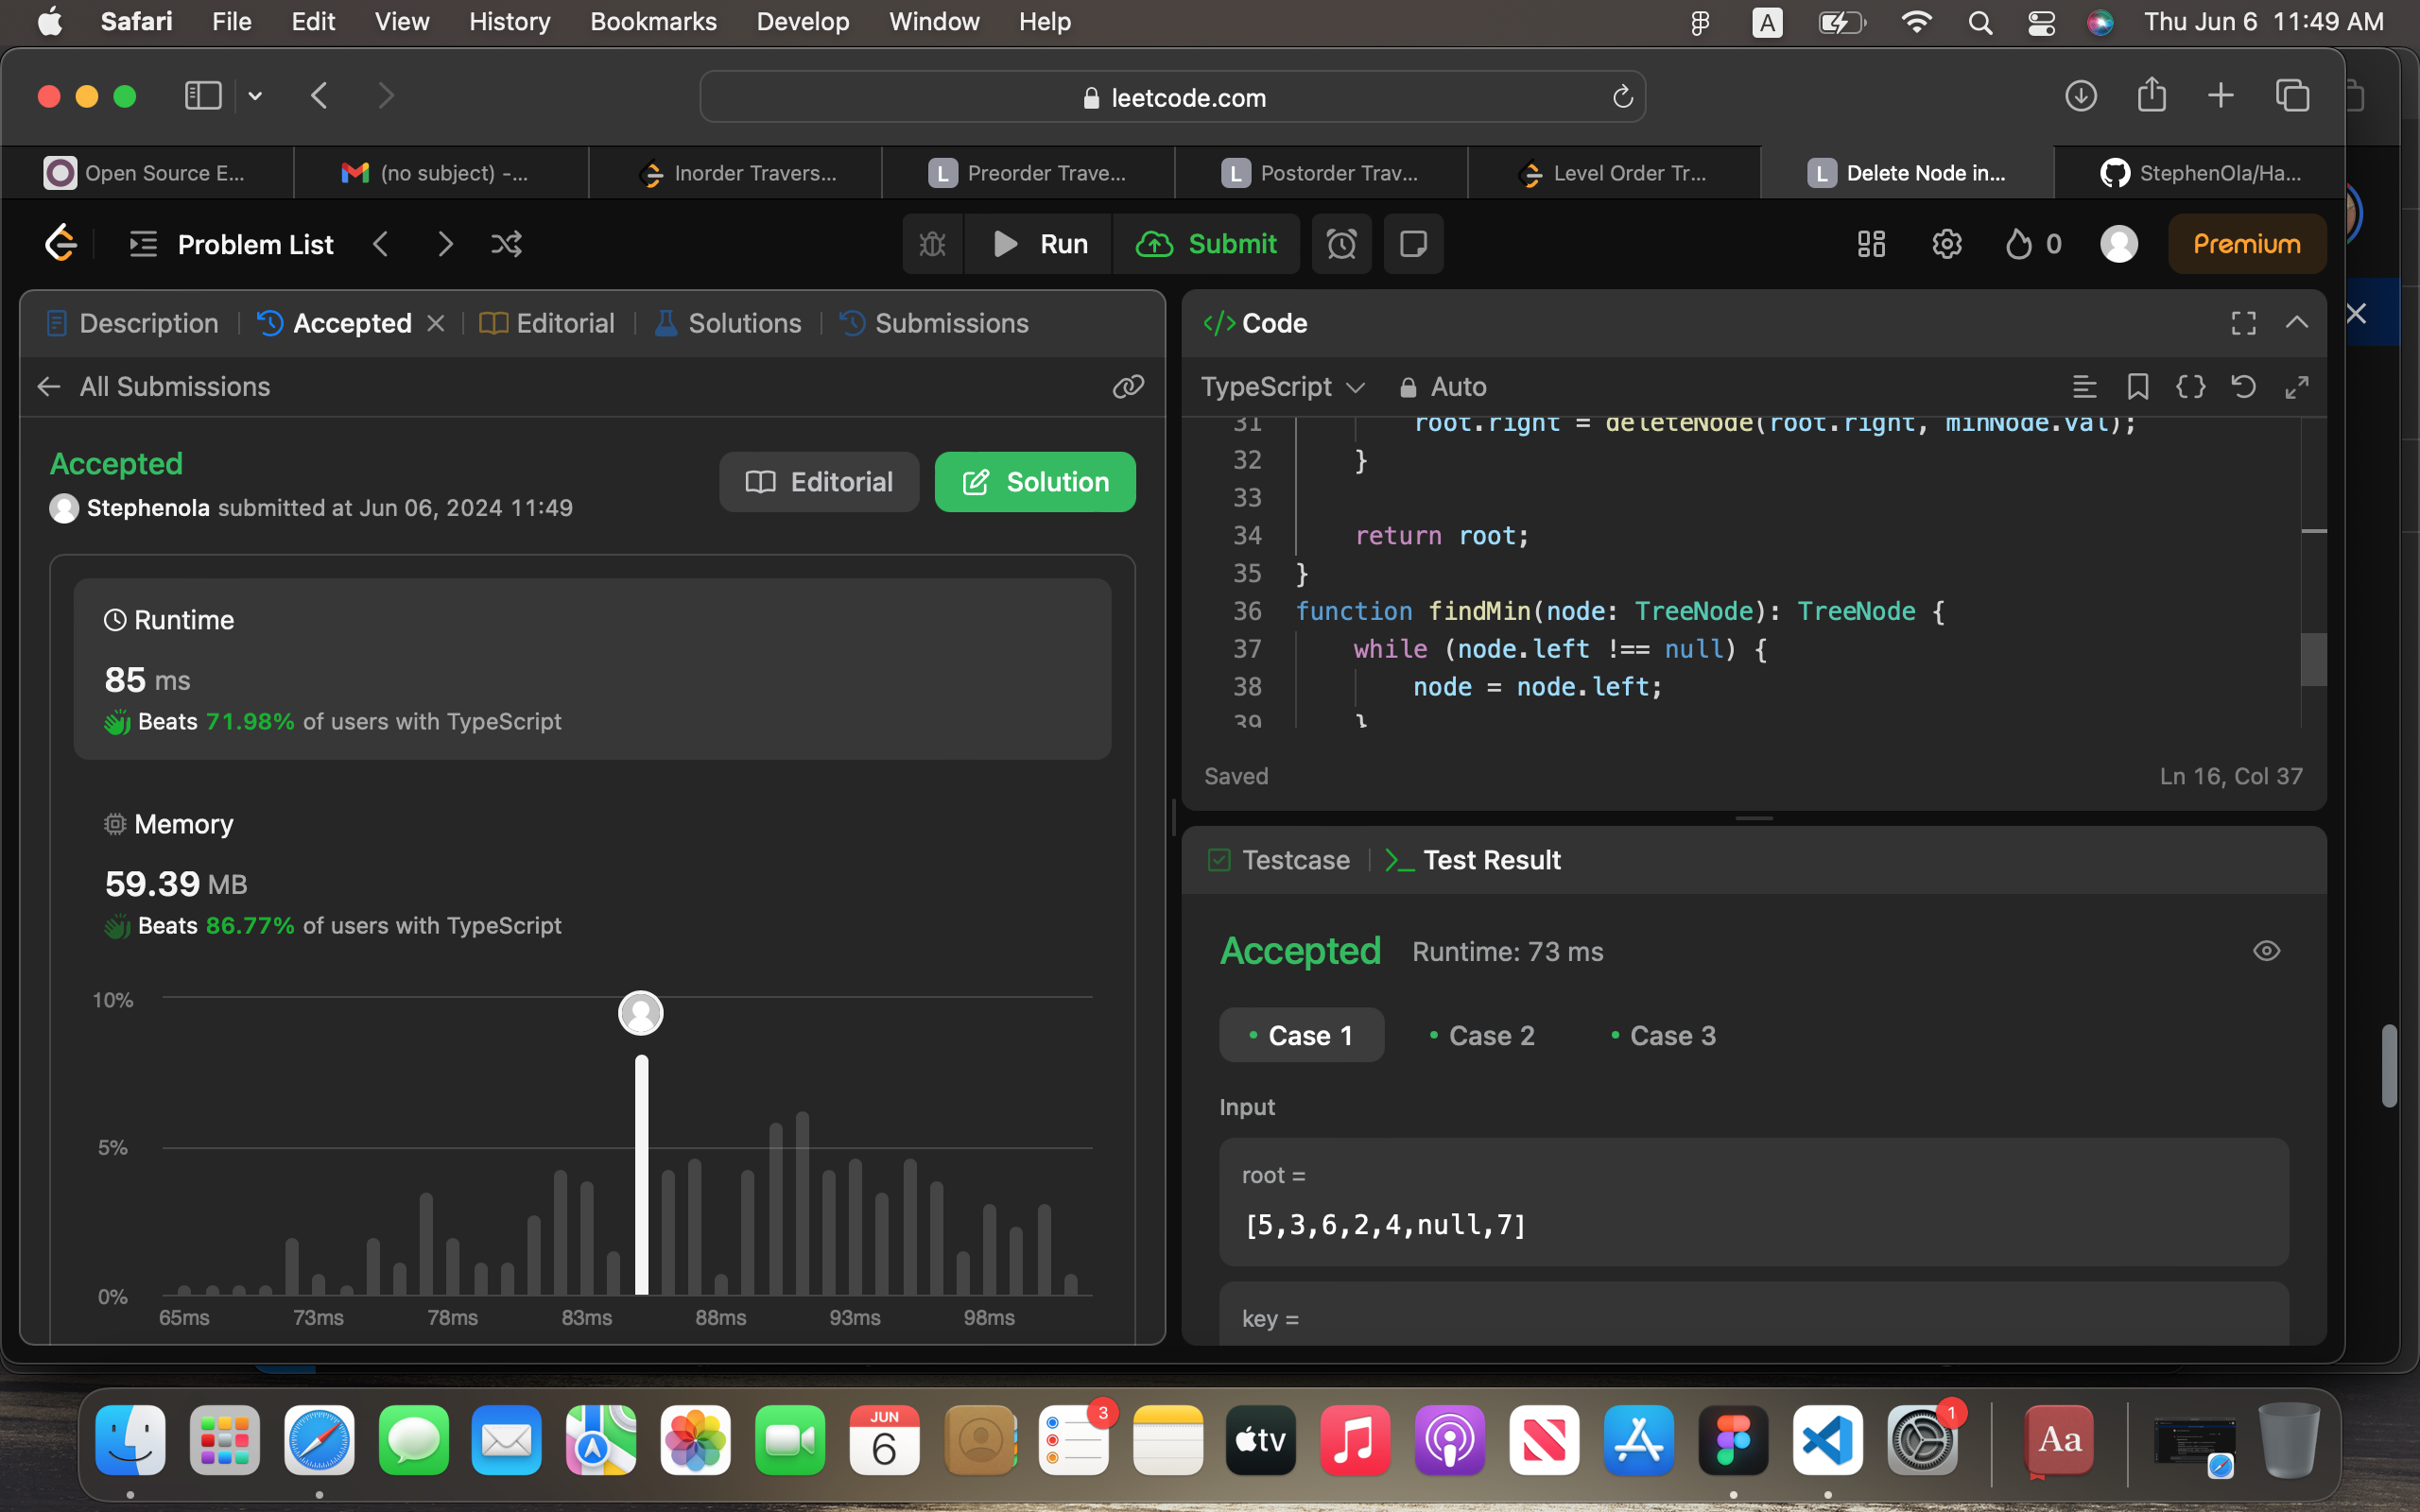 Safari File Edit View History Bookmarks Develop Window Help A Thu Jun 6 11:49 AM
leetcode.com
Open Source E... (no subject) -... Inorder Travers... L Preorder Trave... L Postorder Trav... Level Order Tr... L Delete Node in... StephenOla/Ha...
Problem List Run Submit 0 Premium
Description Accepted Editorial Solutions Submissions
All Submissions
Accepted
Editorial Solution
Stephenola submitted at Jun 06, 2024 11:49
Runtime
85 ms
Beats 71.98% of users with TypeScript
Memory
59.39 MB
Beats 86.77% of users with TypeScript
10%
5%
0%
65ms 73ms 78ms 83ms 88ms 93ms 98ms
</> Code
TypeScript Auto
31 root.right = deleteNode(root.right, minNode.val);
32 }
33
34 return root;
35 }
36 function findMin(node: TreeNode): TreeNode {
37 while (node.left !== null) {
38 node = node.left;
39 }
Saved Ln 16, Col 37
Testcase Test Result
Accepted Runtime: 73 ms
Case 1 Case 2 Case 3
Input
root =
[5,3,6,2,4,null,7]
key =
JUN
6
3
tv
1
Aa